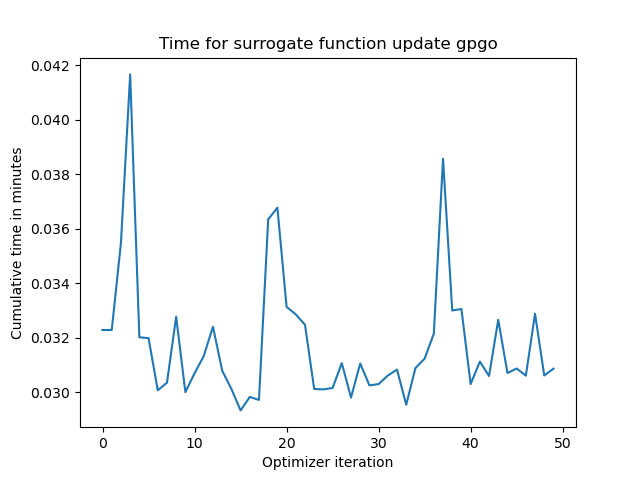 Time for surrogate function update gpgo
0.042
0.040
0.038
0.036
0.034
0.032
0.030
Cumulative time in minutes
0 10 20 30 40 50
Optimizer iteration